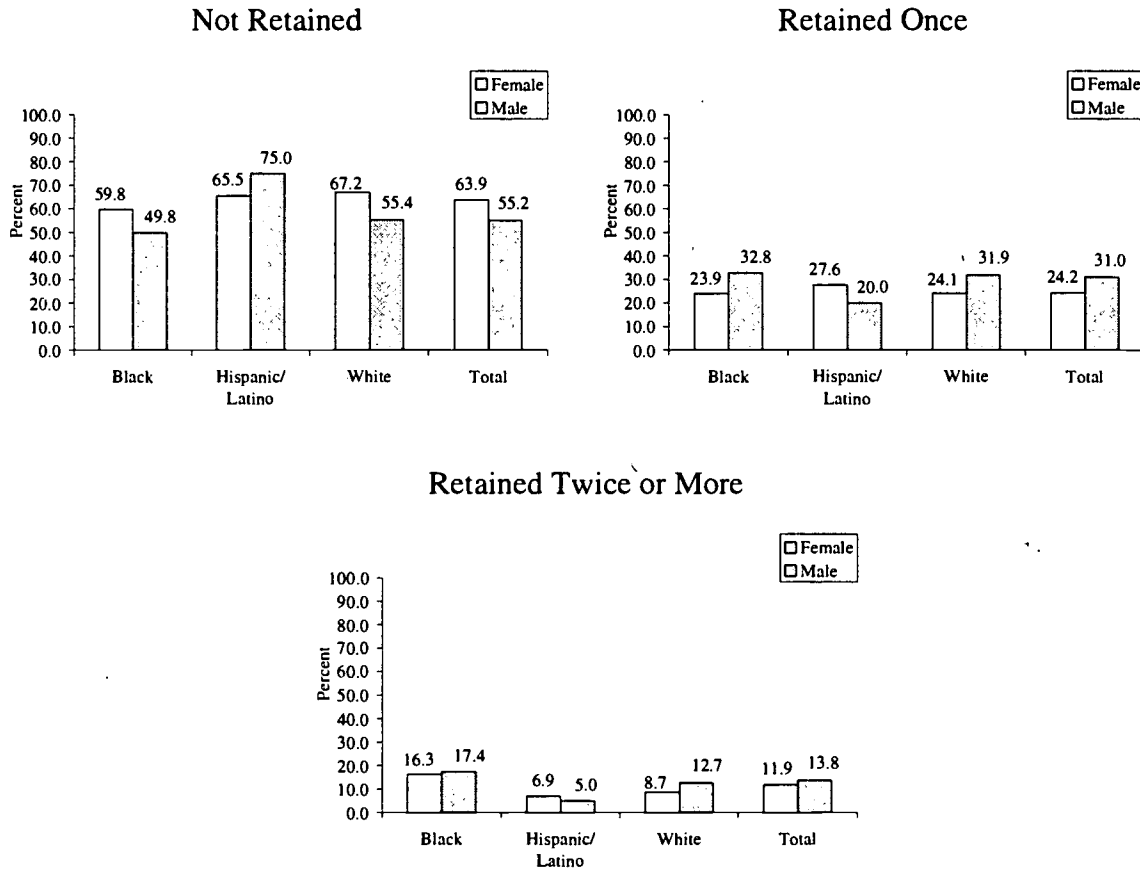 Not Retained
Female
Male
100.0
90.0
80.0
70.0
60.0
50.0
40.0
30.0
20.0
10.0
0.0
Percent
59.8
49.8
65.5
75.0
67.2
55.4
63.9
55.2
Black
Hispanic/
Latino
White
Total
Retained Once
Female
Male
100.0
90.0
80.0
70.0
60.0
50.0
40.0
30.0
20.0
10.0
0.0
Percent
23.9
32.8
27.6
20.0
24.1
31.9
24.2
31.0
Black
Hispanic/
Latino
White
Total
Retained Twice or More
Female
Male
100.0
90.0
80.0
70.0
60.0
50.0
40.0
30.0
20.0
10.0
0.0
Percent
16.3
17.4
6.9
5.0
8.7
12.7
11.9
13.8
Black
Hispanic/
Latino
White
Total